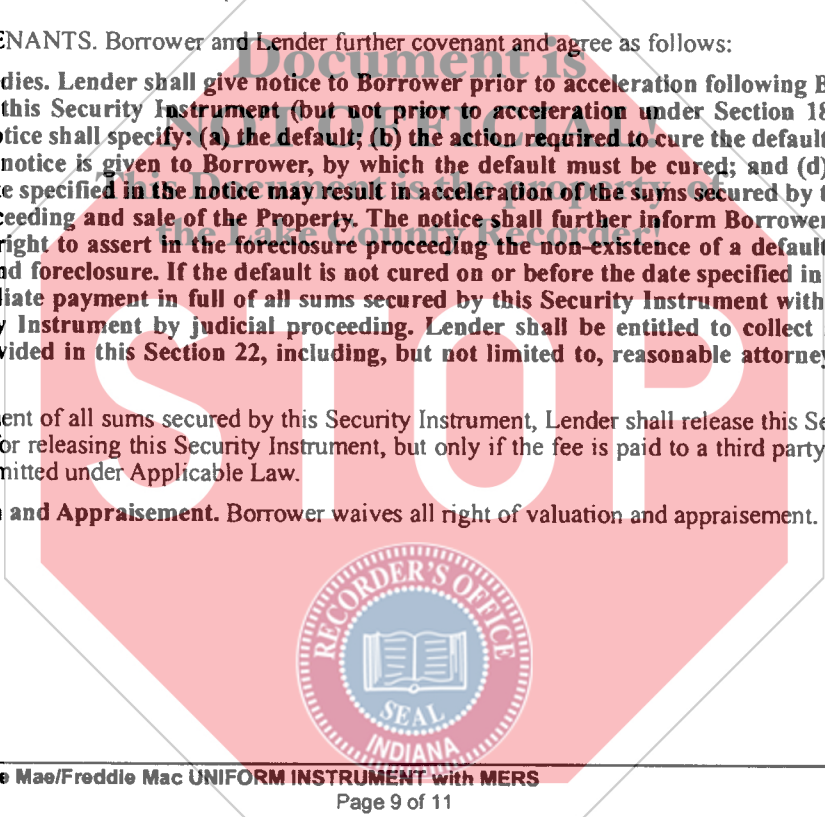 ENANTS. Borrower and Lender further covenant and agree as follows:
Document is
dies. Lender shall give notice to Borrower prior to acceleration following B
this Security Instrument (but not prior to acceleration under Section 18
NOT OFFICIAL!
otice shall specify: (a) the default; (b) the action required to cure the default
notice is given to Borrower, by which the default must be cured; and (d)
This Document is the property of
e specified in the notice may result in acceleration of the sums secured by t
ceeding and sale of the Property. The notice shall further inform Borrower
the Lake County Recorder!
right to assert in the foreclosure proceeding the non-existence of a default
nd foreclosure. If the default is not cured on or before the date specified in
liate payment in full of all sums secured by this Security Instrument with
y Instrument by judicial proceeding. Lender shall be entitled to collect
vided in this Section 22, including, but not limited to, reasonable attorney
STOP
ent of all sums secured by this Security Instrument, Lender shall release this Se
or releasing this Security Instrument, but only if the fee is paid to a third party
mitted under Applicable Law.
and Appraisement. Borrower waives all right of valuation and appraisement.
RECORDER'S OFFICE
SEAL
INDIANA
e Mae/Freddie Mac UNIFORM INSTRUMENT with MERS
Page 9 of 11